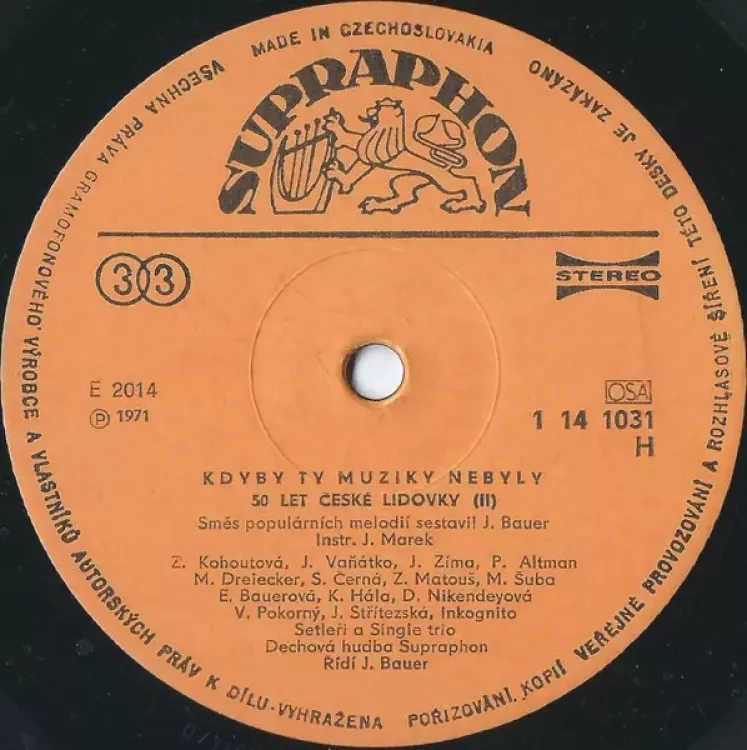 MADE IN CZECHOSLOVAKIA
VŠECHNA PRÁVA GRAMOFONOVÉHO VÝROBCE A VLASTNÍKŮ AUTORSKÝCH PRÁV K DÍLU-VYHRAŽENA POŘIZOVÁNÍ KOPIÍ VEŘEJNÉ PROVOZOVÁNÍ A ROZHLASOVÉ ŠÍŘENÍ TÉTO DESKY JE ZAKÁZÁNO
SUPRAPHON
33
STEREO
E 2014
℗ 1971
OSA
1 14 1031
H
KDYBY TY MUZIKY NEBYLY
50 LET ČESKÉ LIDOVKY (II)
Směs populárních melodií sestavil J. Bauer
Instr. J. Marek
Z. Kohoutová, J. Vaňátko, J. Zíma, P. Altman
M. Dreiecker, S. Černá, Z. Matouš, M. Šuba
E. Bauerová, K. Hála, D. Nikendeyová
V. Pokorný, J. Střítezská, Inkognito
Setleři a Single trio
Dechová hudba Supraphon
Řídí J. Bauer